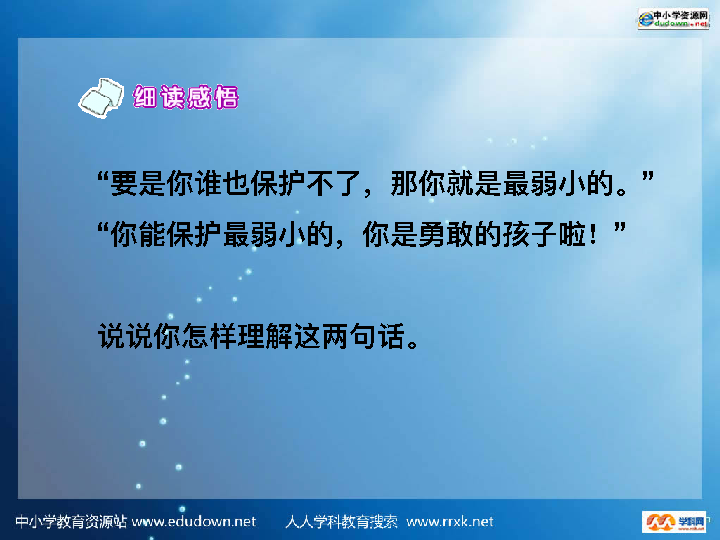 中小学资源网
dudown.net
细读感悟
“要是你谁也保护不了，那你就是最弱小的。”
“你能保护最弱小的，你是勇敢的孩子啦！”
说说你怎样理解这两句话。
中小学教育资源站 www.edudown.net 人人学科教育搜索 www.rrxk.net
学科网